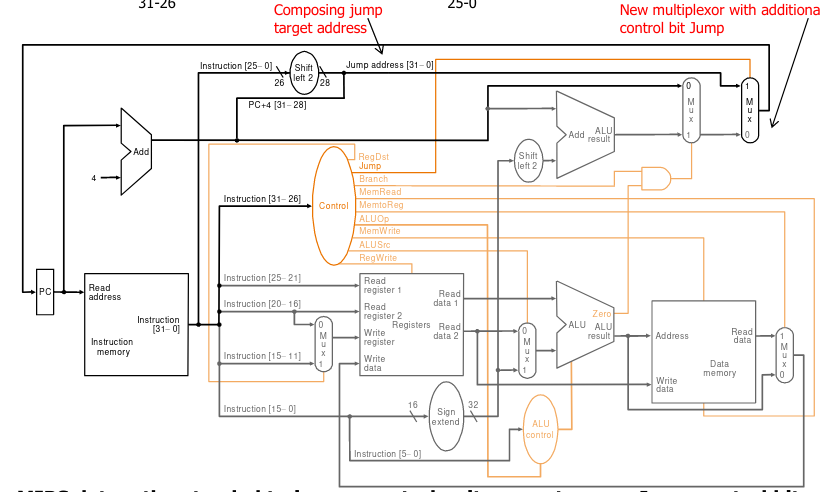 31-26
25-0
Composing jump
target address
New multiplexor with additiona
control bit Jump
Instruction [25– 0]
26
Shift
left 2
28
Jump address [31– 0]
PC+4 [31– 28]
Add
4
0
M
u
x
1
1
M
u
x
0
Add
ALU
result
Shift
left 2
RegDst
Jump
Branch
MemRead
MemtoReg
ALUOp
MemWrite
ALUSrc
RegWrite
Control
Instruction [31– 26]
PC
Read
address
Instruction
[31– 0]
Instruction
memory
Instruction [25– 21]
Instruction [20– 16]
Instruction [15– 11]
0
M
u
x
1
Read
register 1
Read
register 2
Write
register
Write
data
Registers
Read
data 1
Read
data 2
0
M
u
x
1
Zero
ALU
ALU
result
Address
Read
data
Data
memory
Write
data
1
M
u
x
0
Instruction [15– 0]
16
Sign
extend
32
ALU
control
Instruction [5– 0]